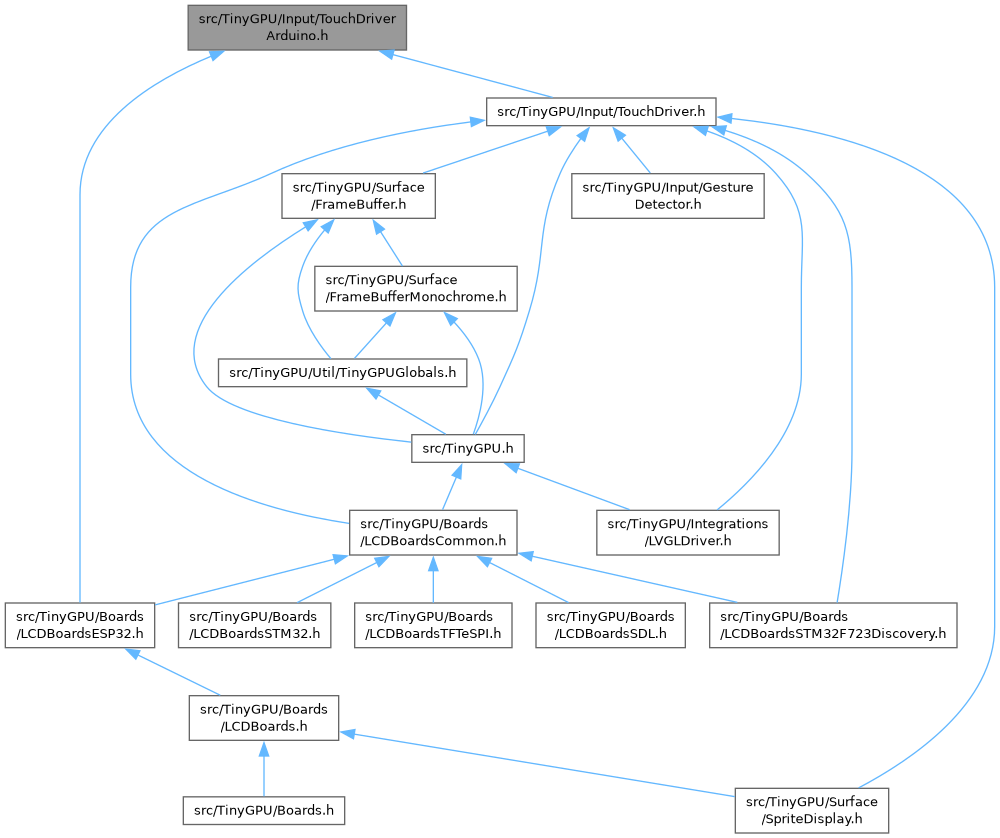 src/TinyGPU/Input/TouchDriver
Arduino.h
src/TinyGPU/Input/TouchDriver.h
src/TinyGPU/Surface
/FrameBuffer.h
src/TinyGPU/Input/Gesture
Detector.h
src/TinyGPU/Surface
/FrameBufferMonochrome.h
src/TinyGPU/Util/TinyGPUGlobals.h
src/TinyGPU.h
src/TinyGPU/Boards
/LCDBoardsCommon.h
src/TinyGPU/Integrations
/LVGLDriver.h
src/TinyGPU/Boards
/LCDBoardsESP32.h
src/TinyGPU/Boards
/LCDBoardsSTM32.h
src/TinyGPU/Boards
/LCDBoardsTFTeSPI.h
src/TinyGPU/Boards
/LCDBoardsSDL.h
src/TinyGPU/Boards
/LCDBoardsSTM32F723Discovery.h
src/TinyGPU/Boards
/LCDBoards.h
src/TinyGPU/Boards.h
src/TinyGPU/Surface
/SpriteDisplay.h